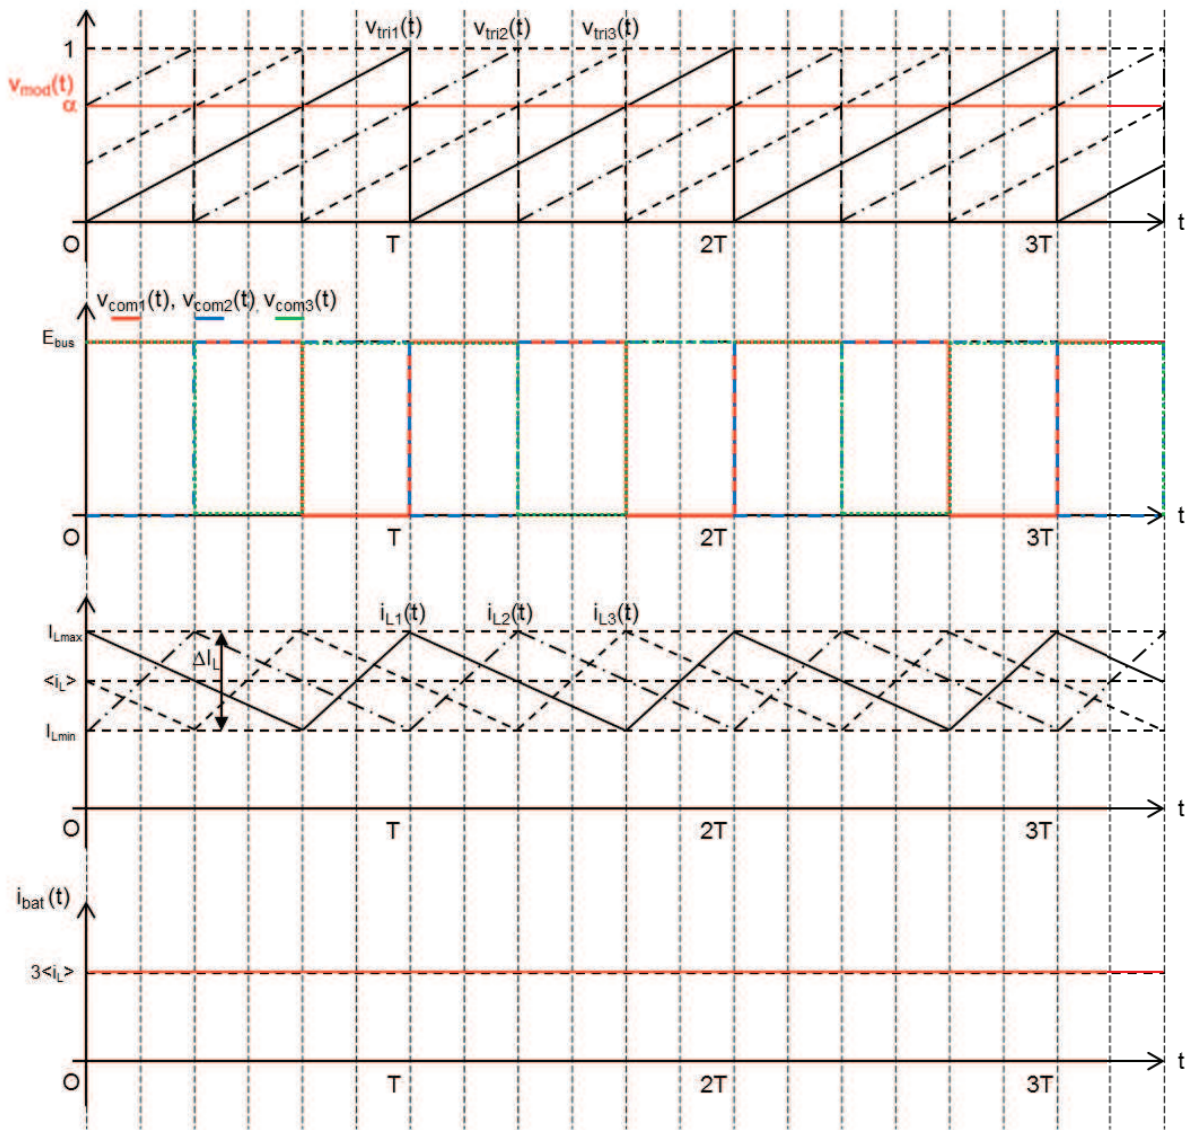 v_tri1(t) v_tri2(t) v_tri3(t)
1
v_mod(t)
α
t
O T 2T 3T
v_com1(t), v_com2(t), v_com3(t)
E_bus
t
O T 2T 3T
i_L1(t) i_L2(t) i_L3(t)
I_Lmax
ΔI_L
<i_L>
I_Lmin
t
O T 2T 3T
i_bat(t)
3<i_L>
t
O T 2T 3T